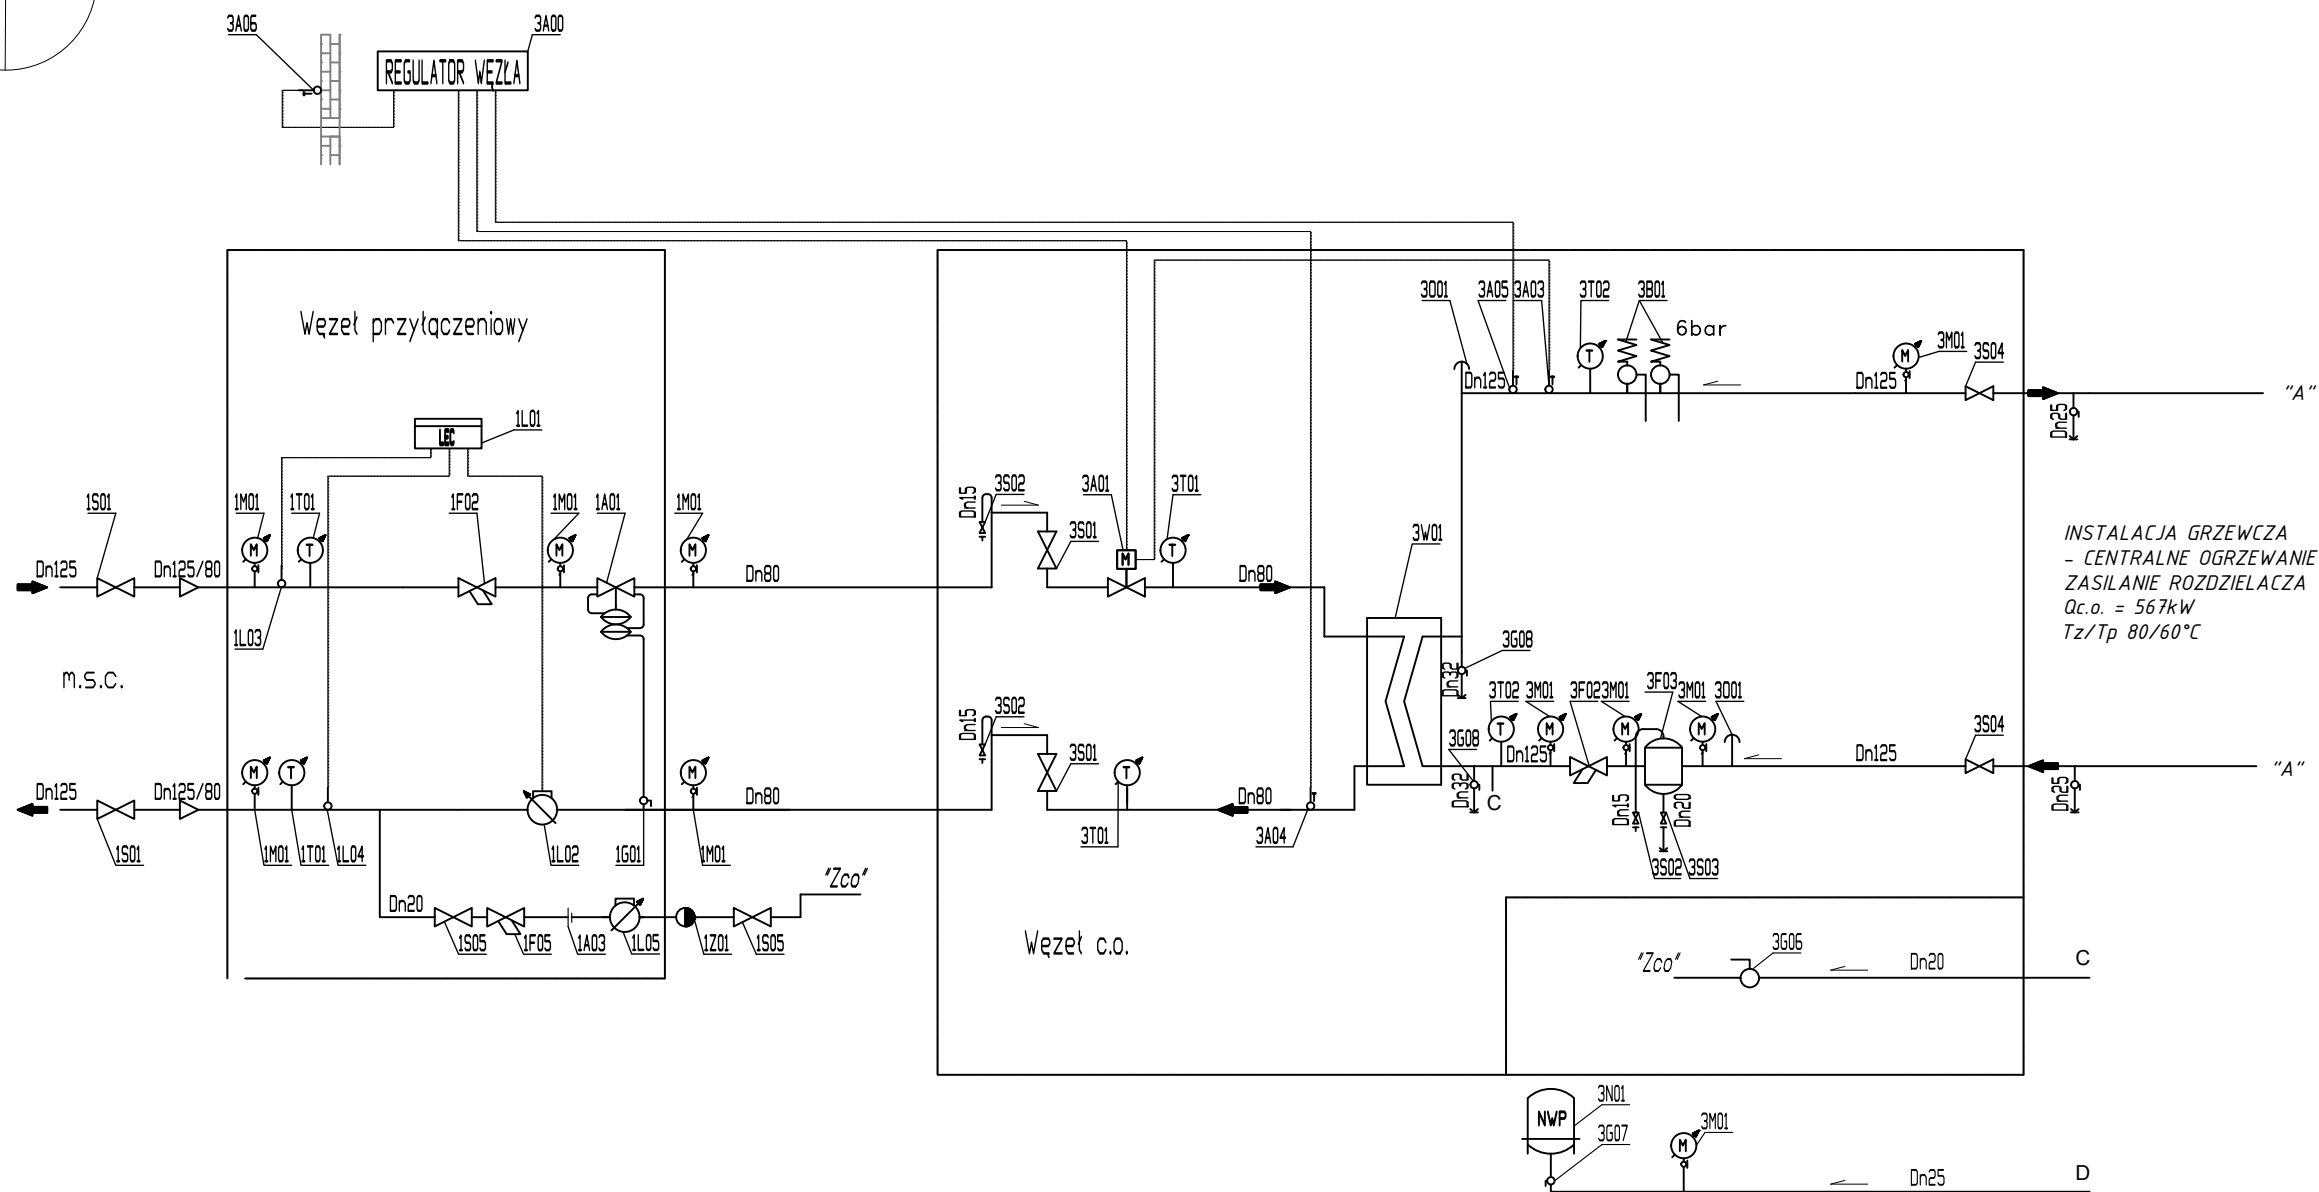 3A06
3A00
REGULATOR WĘZŁA
Węzeł przyłączeniowy
3O01
3A05
3A03
3T02
3B01
6bar
3M01
3S04
Dn125
Dn125
"A"
Dn25
LEC
1L01
1S01
1M01
1T01
1F02
1M01
1A01
1M01
Dn15
3S02
3A01
3T01
3S01
3W01
M
T
M
M
M
T
T
M
Dn125
Dn125/80
Dn80
Dn80
1L03
INSTALACJA GRZEWCZA
- CENTRALNE OGRZEWANIE
ZASILANIE ROZDZIELACZA
Qc.o. = 567kW
Tz/Tp 80/60°C
m.s.c.
3G08
Dn32
Dn15
3S02
3S01
3T02
3M01
3F02
3M01
3F03
3M01
3O01
3S04
3G08
Dn32
T
M
M
M
Dn125
Dn125
"A"
Dn25
C
Dn15
Dn20
3S02
3S03
M
T
M
T
Dn125
Dn125/80
Dn80
Dn80
1S01
1M01
1T01
1L04
1L02
1G01
1M01
3T01
3A04
"Zco"
Dn20
1S05
1F05
1A03
1L05
1Z01
1S05
Węzeł c.o.
"Zco"
3G06
Dn20
C
NWP
3N01
3G07
3M01
M
Dn25
D